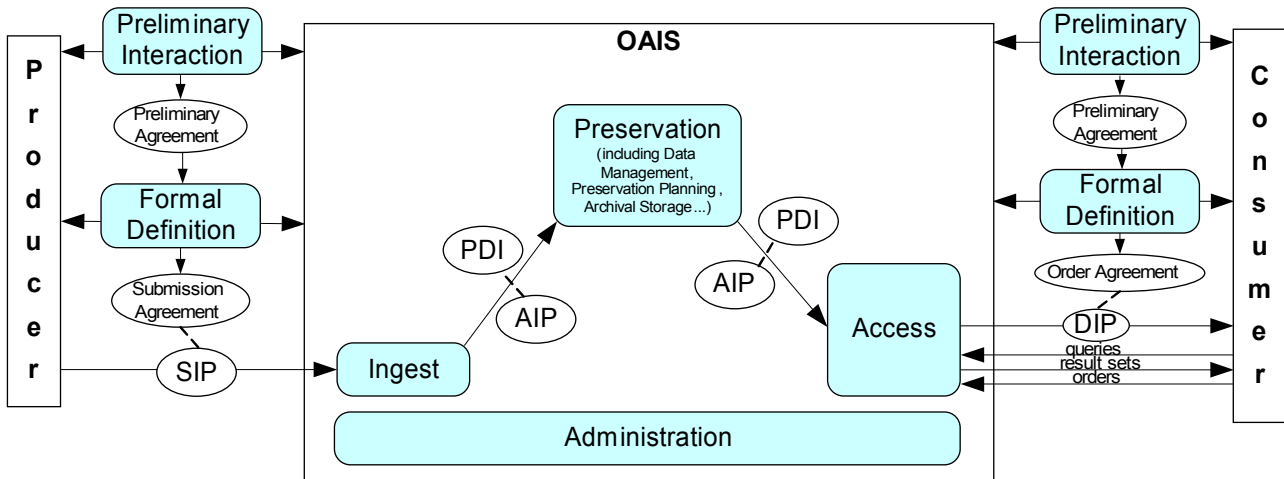 Producer
Preliminary
Interaction
Preliminary
Agreement
Formal
Definition
Submission
Agreement
SIP
OAIS
Preservation
(including Data
Management,
Preservation Planning ,
Archival Storage...)
PDI
AIP
PDI
AIP
Ingest
Access
Administration
Preliminary
Interaction
Preliminary
Agreement
Formal
Definition
Order Agreement
DIP
queries
result sets
orders
Consumer